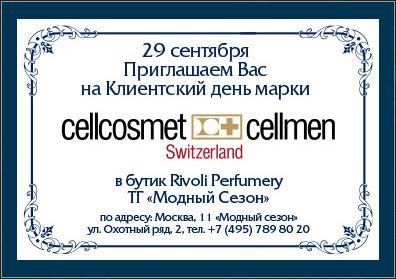 29 сентября
Приглашаем Вас
на Клиентский день марки
cellcosmet cellmen
Switzerland
в бутик Rivoli Perfumery
ТГ «Модный Сезон»
по адресу: Москва, 11 «Модный сезон»
ул. Охотный ряд, 2, тел. +7 (495) 789 80 20